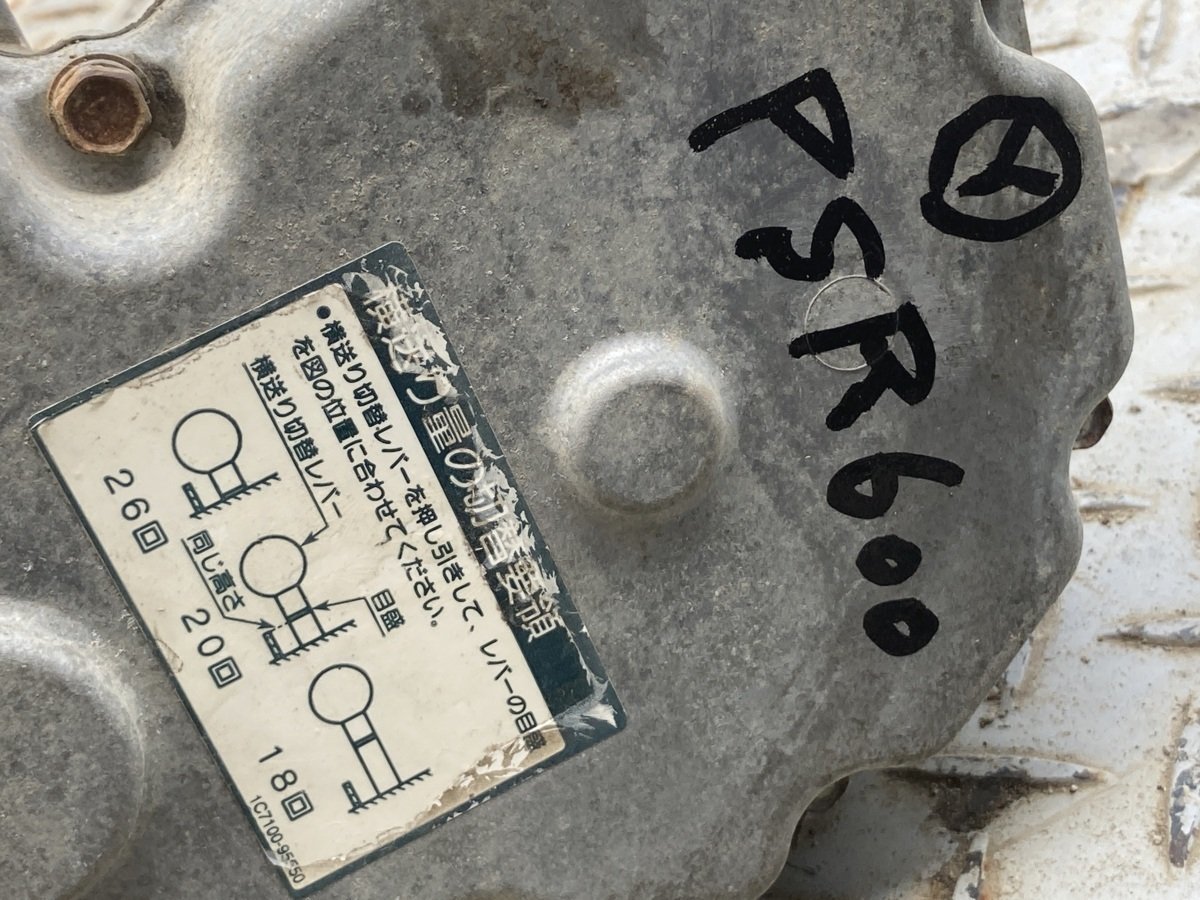 Y
PSR600
横送り量の切替要領
●横送り切替レバーを押し引きして、レバーの目盛
を図の位置に合わせてください。
横送り切替レバー
目盛
同じ高さ
26回
20回
18回